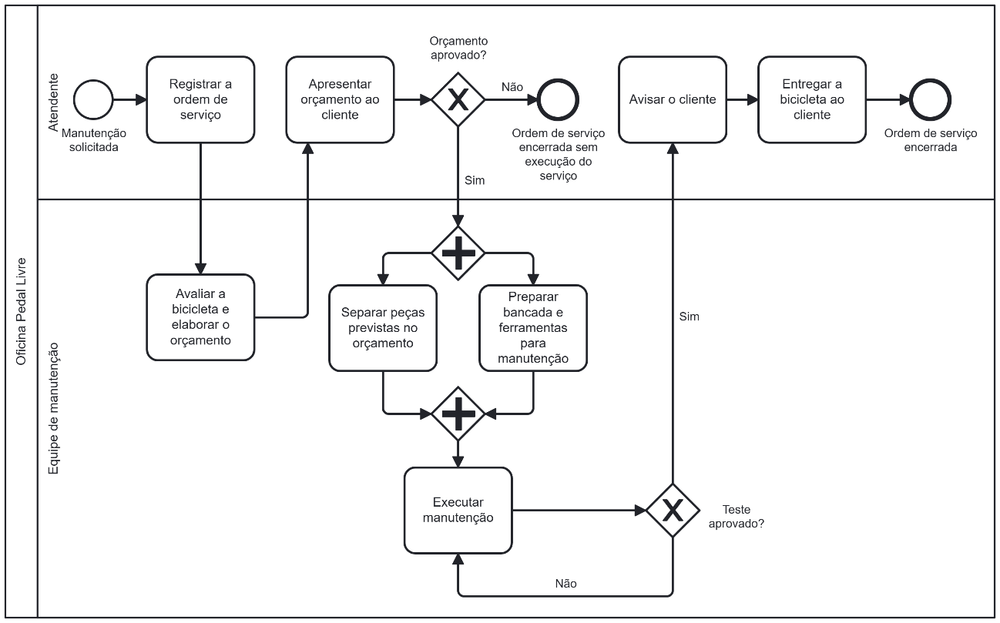 Oficina Pedal Livre
Atendente
Manutenção
solicitada
Registrar a
ordem de
serviço
Apresentar
orçamento ao
cliente
Orçamento
aprovado?
Não
Ordem de serviço
encerrada sem
execução do
serviço
Sim
Avisar o cliente
Entregar a
bicicleta ao
cliente
Ordem de serviço
encerrada
Equipe de manutenção
Avaliar a
bicicleta e
elaborar o
orçamento
Separar peças
previstas no
orçamento
Preparar
bancada e
ferramentas
para
manutenção
Executar
manutenção
Teste
aprovado?
Sim
Não